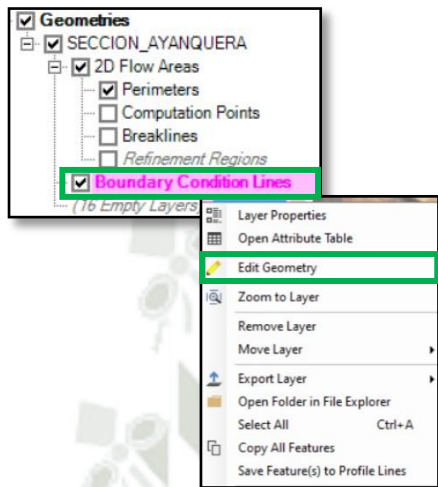 Geometries
SECCION_AYANQUERA
2D Flow Areas
Perimeters
Computation Points
Breaklines
Refinement Regions
Boundary Condition Lines
(16 Empty Layers
Layer Properties
Open Attribute Table
Edit Geometry
Zoom to Layer
Remove Layer
Move Layer
Export Layer
Open Folder in File Explorer
Select All Ctrl+A
Copy All Features
Save Feature(s) to Profile Lines